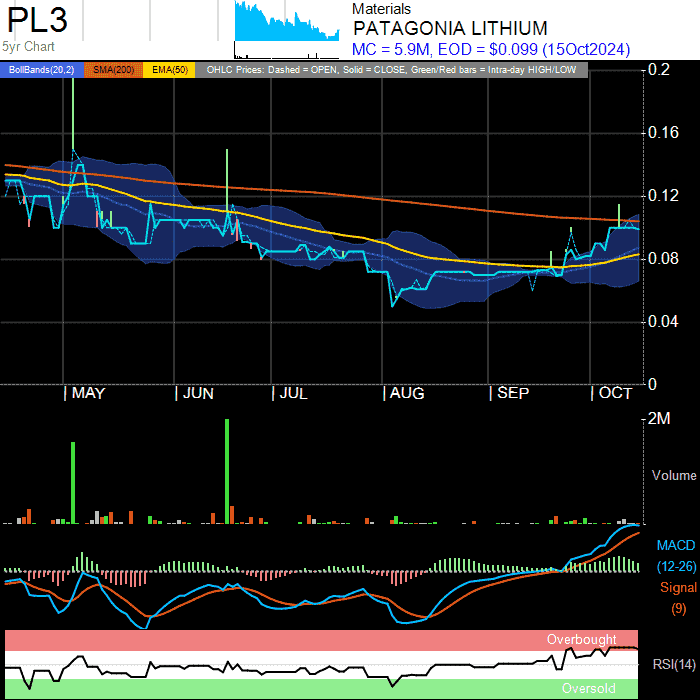 PL3
5yr Chart
Materials
PATAGONIA LITHIUM
MC = 5.9M, EOD = $0.099 (15Oct2024)
BollBands(20,2) SMA(200) EMA(50) OHLC Prices: Dashed = OPEN, Solid = CLOSE, Green/Red bars = Intra-day HIGH/LOW
0.2
0.16
0.12
0.08
0.04
0
| MAY | JUN | JUL | AUG | SEP | OCT
2M
Volume
MACD
(12-26)
Signal
(9)
Overbought
RSI(14)
Oversold